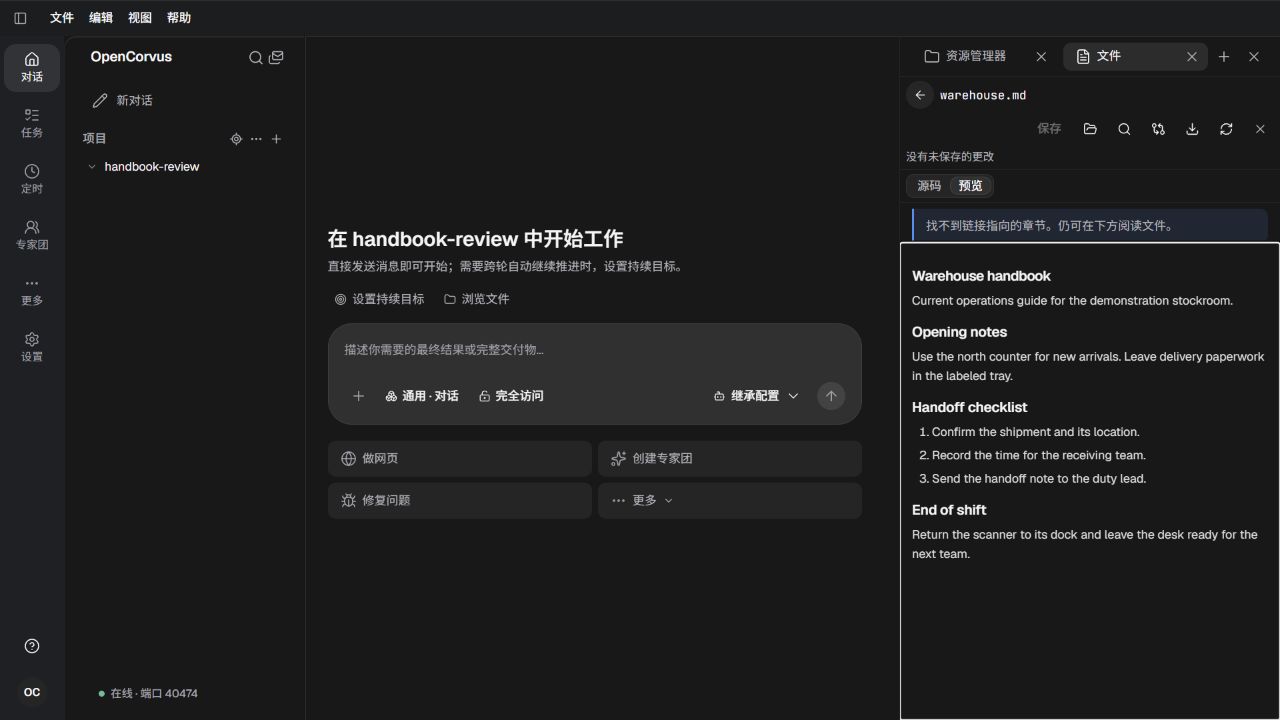 文件 编辑 视图 帮助
对话
任务
定时
专家团
更多
设置
OC
OpenCorvus
新对话
项目
handbook-review
在线 · 端口 40474
在 handbook-review 中开始工作
直接发送消息即可开始；需要跨轮自动继续推进时，设置持续目标。
设置持续目标 浏览文件
描述你需要的最终结果或完整交付物...
通用 · 对话 完全访问 继承配置
做网页 创建专家团
修复问题 更多
资源管理器 文件
warehouse.md
保存
没有未保存的更改
源码 预览
找不到链接指向的章节。仍可在下方阅读文件。
Warehouse handbook
Current operations guide for the demonstration stockroom.
Opening notes
Use the north counter for new arrivals. Leave delivery paperwork
in the labeled tray.
Handoff checklist
1. Confirm the shipment and its location.
2. Record the time for the receiving team.
3. Send the handoff note to the duty lead.
End of shift
Return the scanner to its dock and leave the desk ready for the
next team.